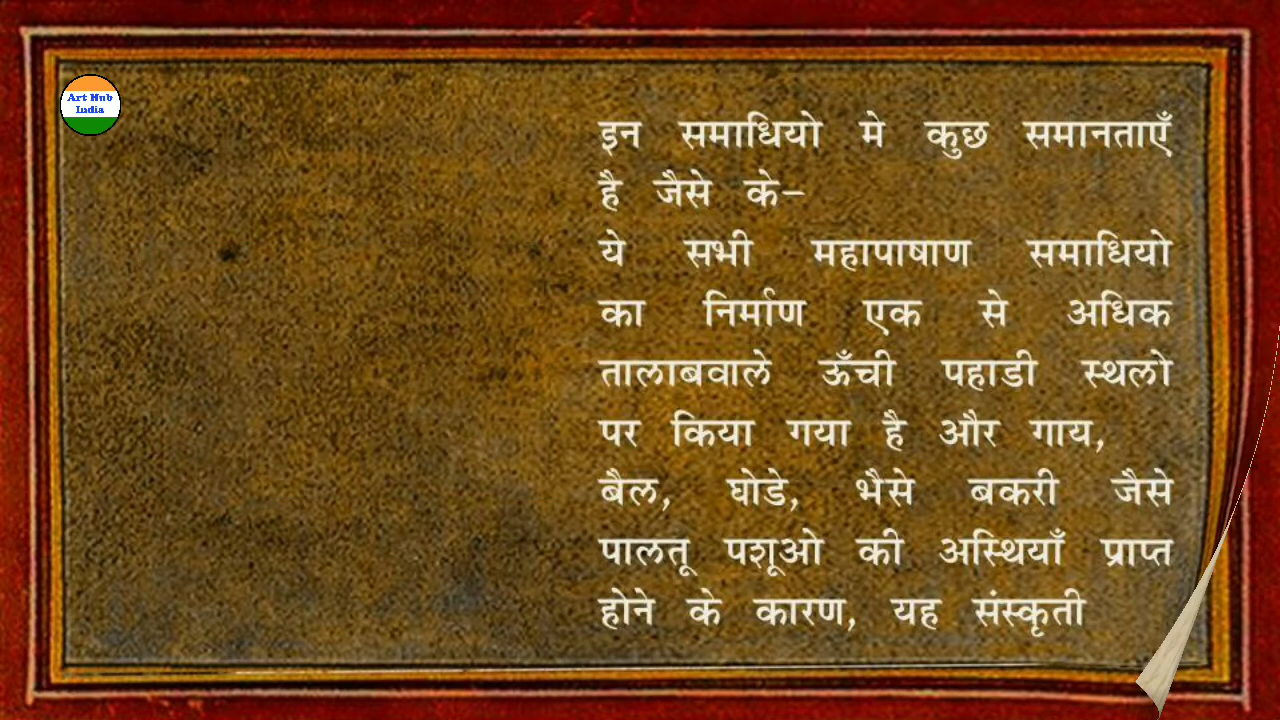 Art Hub
India
इन समाधियो मे कुछ समानताएँ
है जैसे के–
ये सभी महापाषाण समाधियो
का निर्माण एक से अधिक
तालाबवाले ऊँची पहाडी स्थलो
पर किया गया है और गाय,
बैल, घोडे, भैसे बकरी जैसे
पालतू पशूओ की अस्थियाँ प्राप्त
होने के कारण, यह संस्कृती